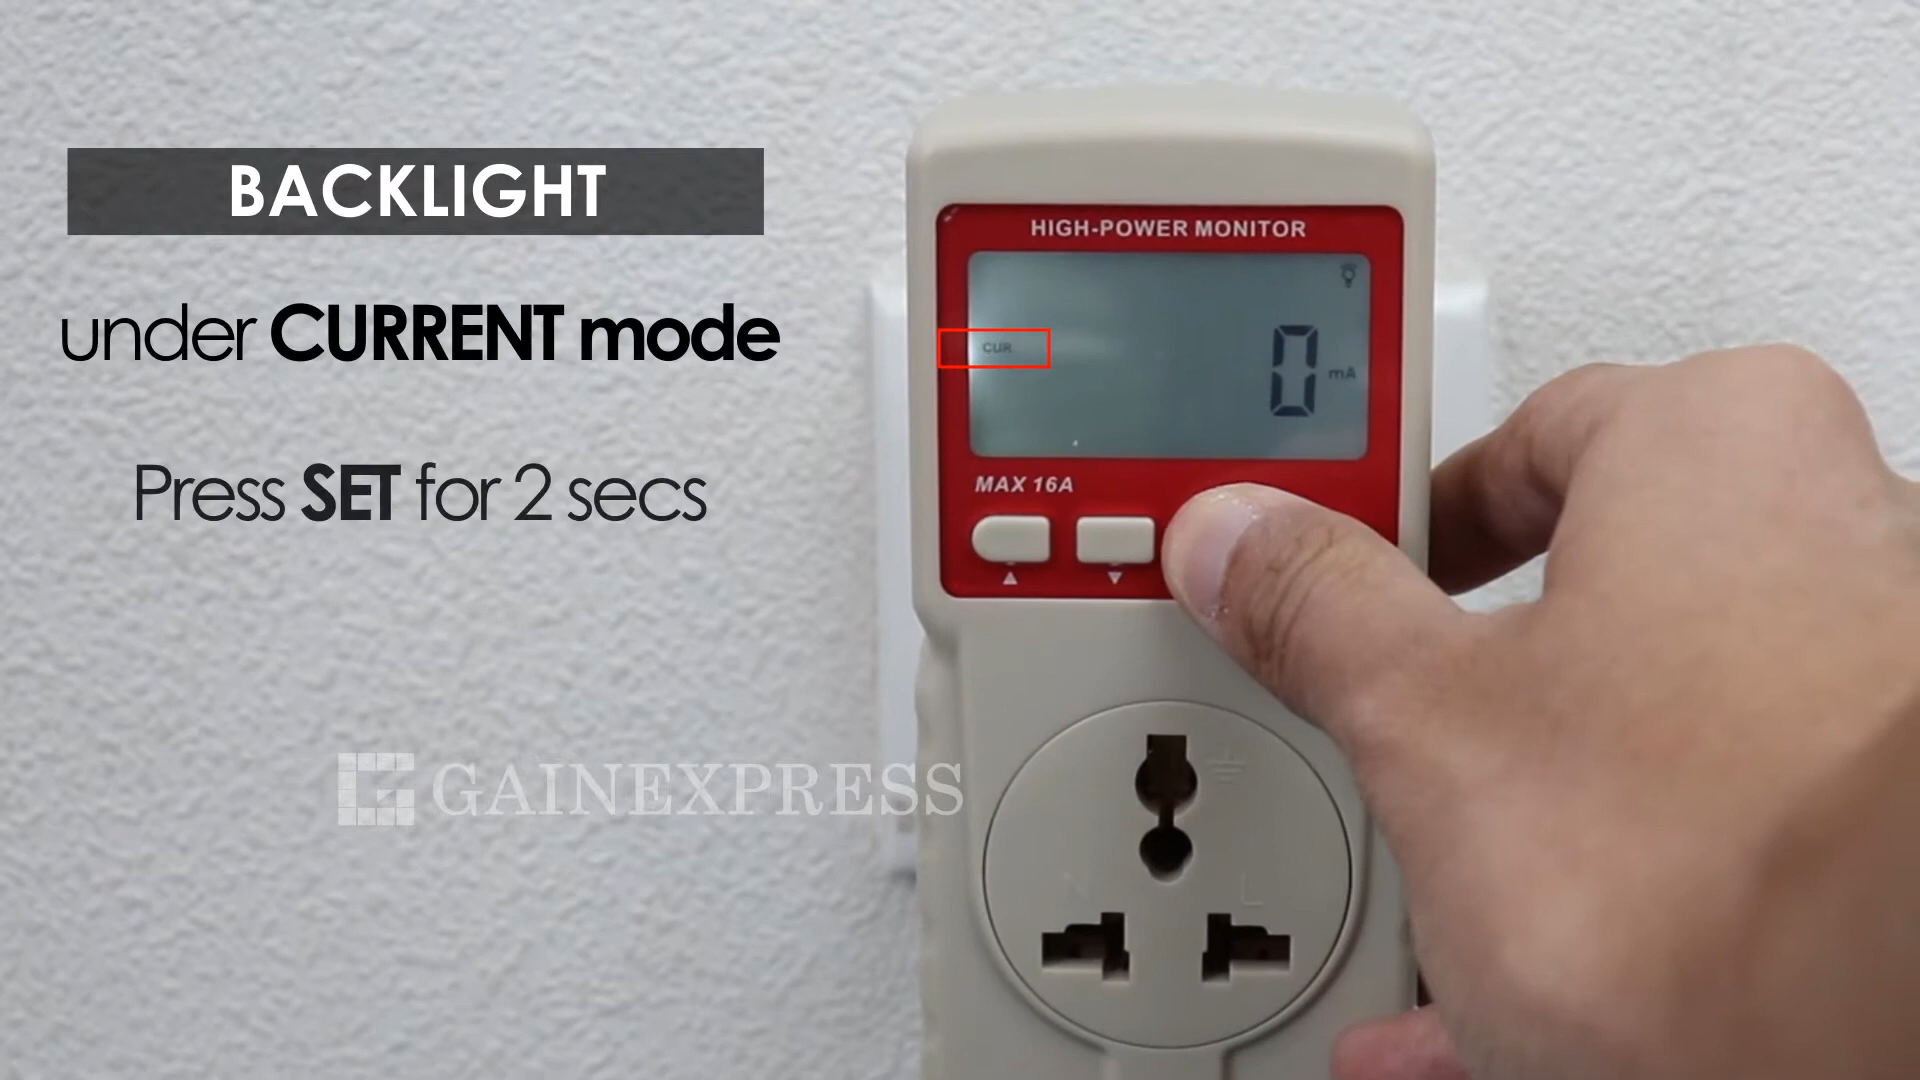 BACKLIGHT
under CURRENT mode
Press SET for 2 secs
HIGH-POWER MONITOR
CUR
0 mA
MAX 16A
▲ ▼
GAINEXPRESS
N L